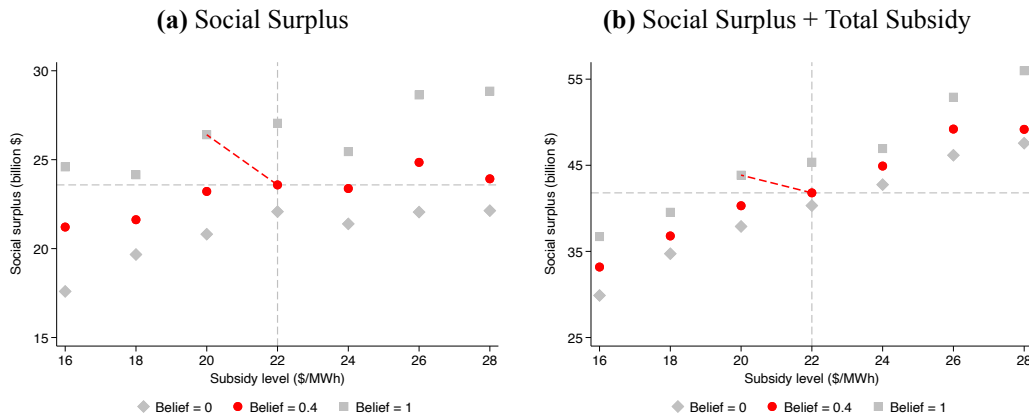 (a) Social Surplus
Social surplus (billion $)
30
25
20
15
16 18 20 22 24 26 28
Subsidy level ($/MWh)
Belief = 0 Belief = 0.4 Belief = 1
(b) Social Surplus + Total Subsidy
Social surplus (billion $)
55
45
35
25
16 18 20 22 24 26 28
Subsidy level ($/MWh)
Belief = 0 Belief = 0.4 Belief = 1